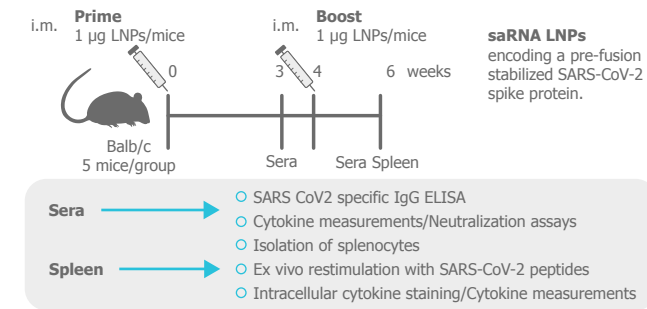 i.m.
Prime
1 µg LNPs/mice
i.m.
Boost
1 µg LNPs/mice
saRNA LNPs
encoding a pre-fusion
stabilized SARS-CoV-2
spike protein.
0
3
4
6 weeks
Balb/c
5 mice/group
Sera
Sera Spleen
Sera
SARS CoV2 specific IgG ELISA
Cytokine measurements/Neutralization assays
Isolation of splenocytes
Spleen
Ex vivo restimulation with SARS-CoV-2 peptides
Intracellular cytokine staining/Cytokine measurements